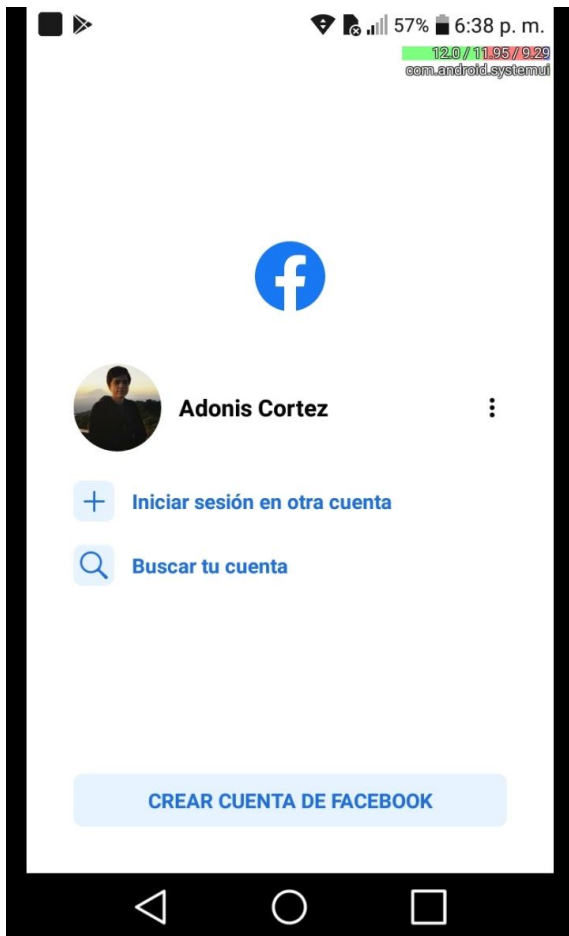 57% 6:38 p. m.
12.0 / 11.95 / 9.29
com.android.systemui
Adonis Cortez
Iniciar sesión en otra cuenta
Buscar tu cuenta
CREAR CUENTA DE FACEBOOK